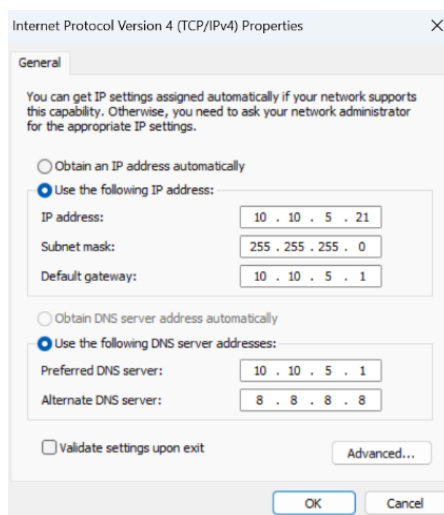 Internet Protocol Version 4 (TCP/IPv4) Properties
General
You can get IP settings assigned automatically if your network supports
this capability. Otherwise, you need to ask your network administrator
for the appropriate IP settings.
Obtain an IP address automatically
Use the following IP address:
IP address: 10 . 10 . 5 . 21
Subnet mask: 255 . 255 . 255 . 0
Default gateway: 10 . 10 . 5 . 1
Obtain DNS server address automatically
Use the following DNS server addresses:
Preferred DNS server: 10 . 10 . 5 . 1
Alternate DNS server: 8 . 8 . 8 . 8
Validate settings upon exit
Advanced...
OK Cancel